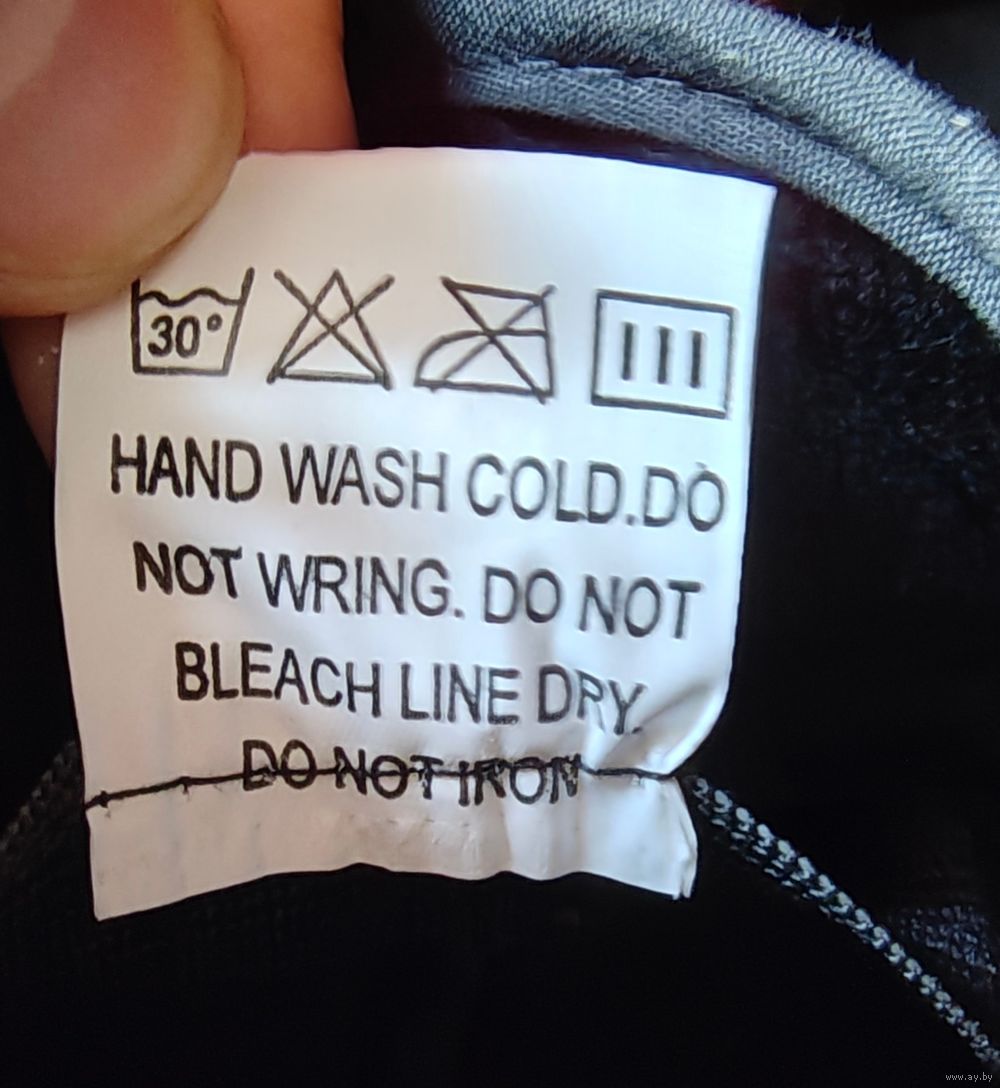 30°
HAND WASH COLD.DO
NOT WRING. DO NOT
BLEACH LINE DRY.
DO NOT IRON
www.ay.by